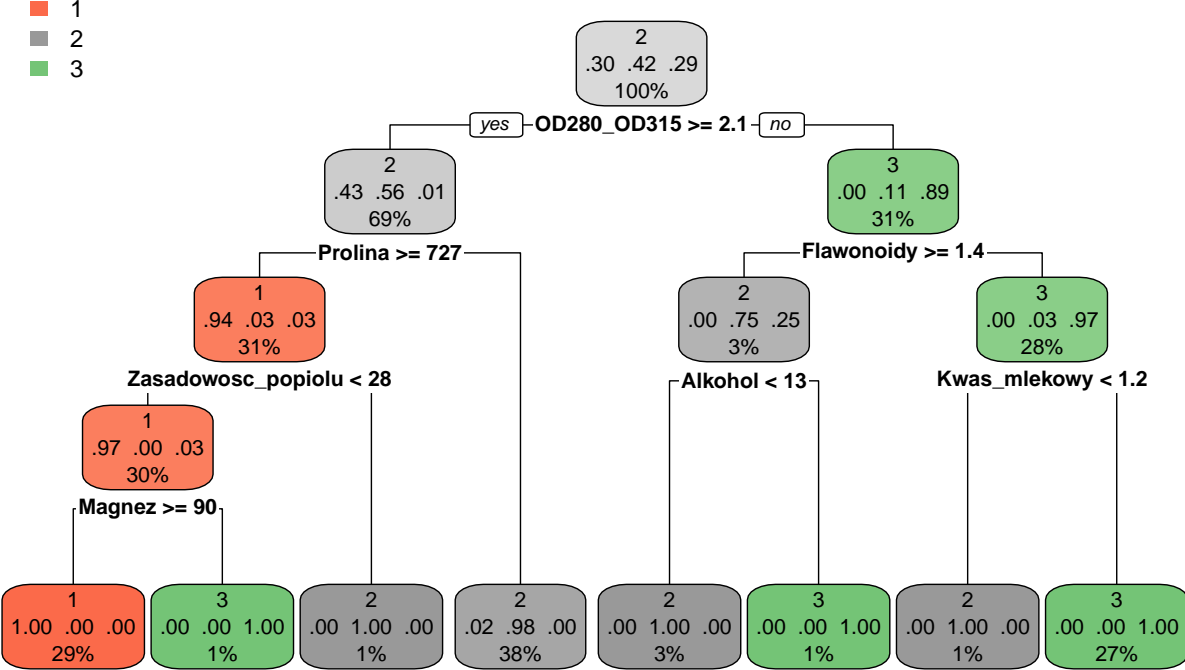 1
2
3
2
.30 .42 .29
100%
yes OD280_OD315 >= 2.1 no
2
.43 .56 .01
69%
3
.00 .11 .89
31%
Prolina >= 727
Flawonoidy >= 1.4
1
.94 .03 .03
31%
2
.00 .75 .25
3%
3
.00 .03 .97
28%
Zasadowosc_popiolu < 28
Alkohol < 13
Kwas_mlekowy < 1.2
1
.97 .00 .03
30%
Magnez >= 90
1
1.00 .00 .00
29%
3
.00 .00 1.00
1%
2
.00 1.00 .00
1%
2
.02 .98 .00
38%
2
.00 1.00 .00
3%
3
.00 .00 1.00
1%
2
.00 1.00 .00
1%
3
.00 .00 1.00
27%